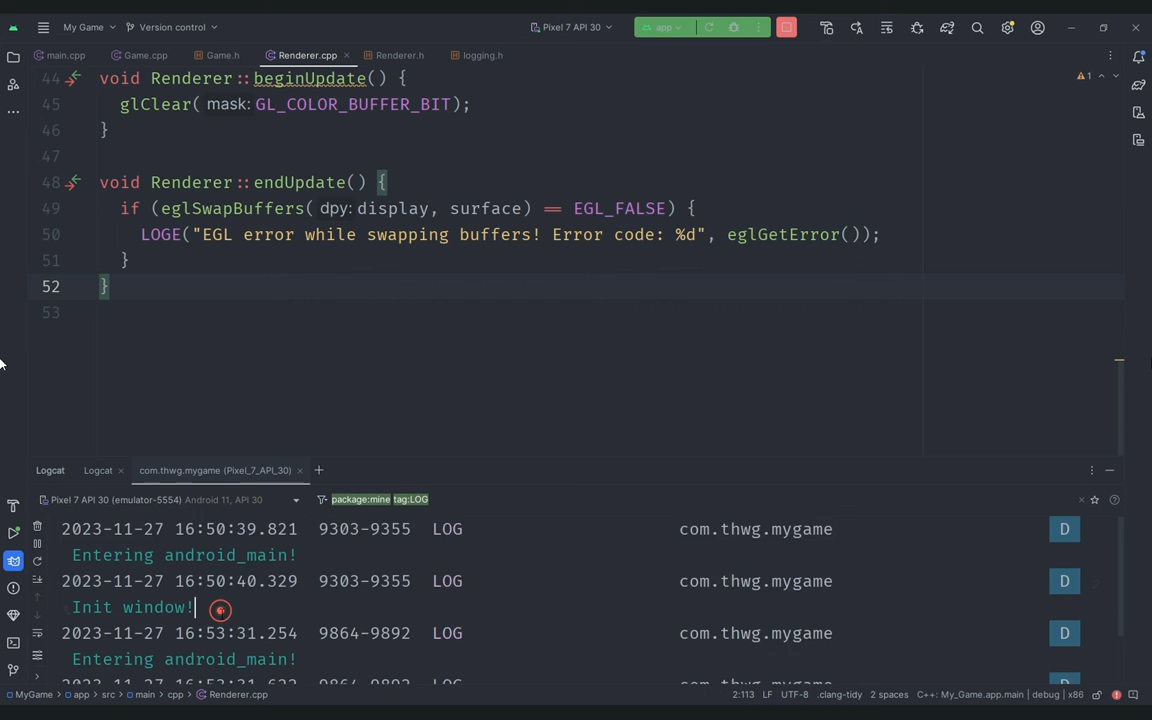 My Game Version control Pixel 7 API 30 app
main.cpp Game.cpp Game.h Renderer.cpp Renderer.h logging.h
44 void Renderer::beginUpdate() {
1
45 glClear( mask: GL_COLOR_BUFFER_BIT);
46 }
47
48 void Renderer::endUpdate() {
49 if (eglSwapBuffers( dpy: display, surface) == EGL_FALSE) {
50 LOGE("EGL error while swapping buffers! Error code: %d", eglGetError());
51 }
52 }
53
Logcat Logcat com.thwg.mygame (Pixel_7_API_30)
Pixel 7 API 30 (emulator-5554) Android 11, API 30 package:mine tag:LOG
2023-11-27 16:50:39.821 9303-9355 LOG com.thwg.mygame D
Entering android_main!
2023-11-27 16:50:40.329 9303-9355 LOG com.thwg.mygame D
Init window!
2023-11-27 16:53:31.254 9864-9892 LOG com.thwg.mygame D
Entering android_main!
MyGame app src main cpp Renderer.cpp 2:113 LF UTF-8 .clang-tidy 2 spaces C++: My_Game.app.main | debug | x86